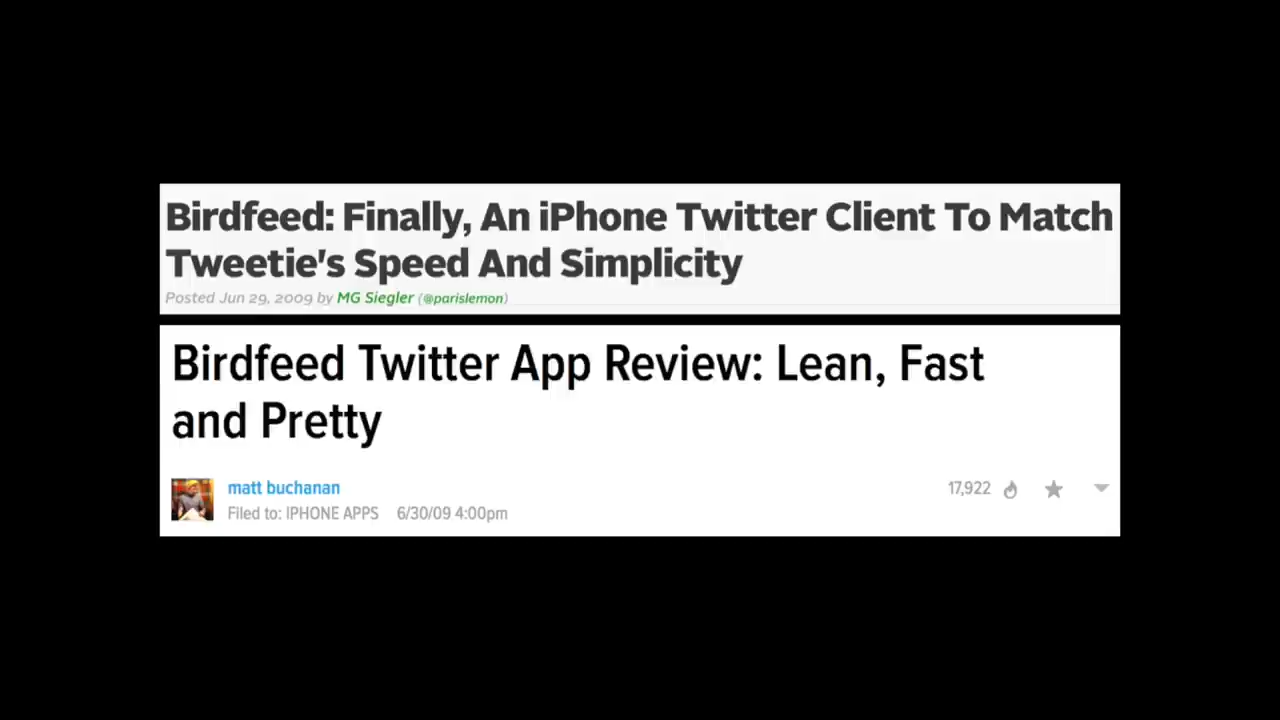 Birdfeed: Finally, An iPhone Twitter Client To Match
Tweetie's Speed And Simplicity
Posted Jun 29, 2009 by MG Siegler (@parislemon)
Birdfeed Twitter App Review: Lean, Fast
and Pretty
matt buchanan
17,922
Filed to: IPHONE APPS 6/30/09 4:00pm